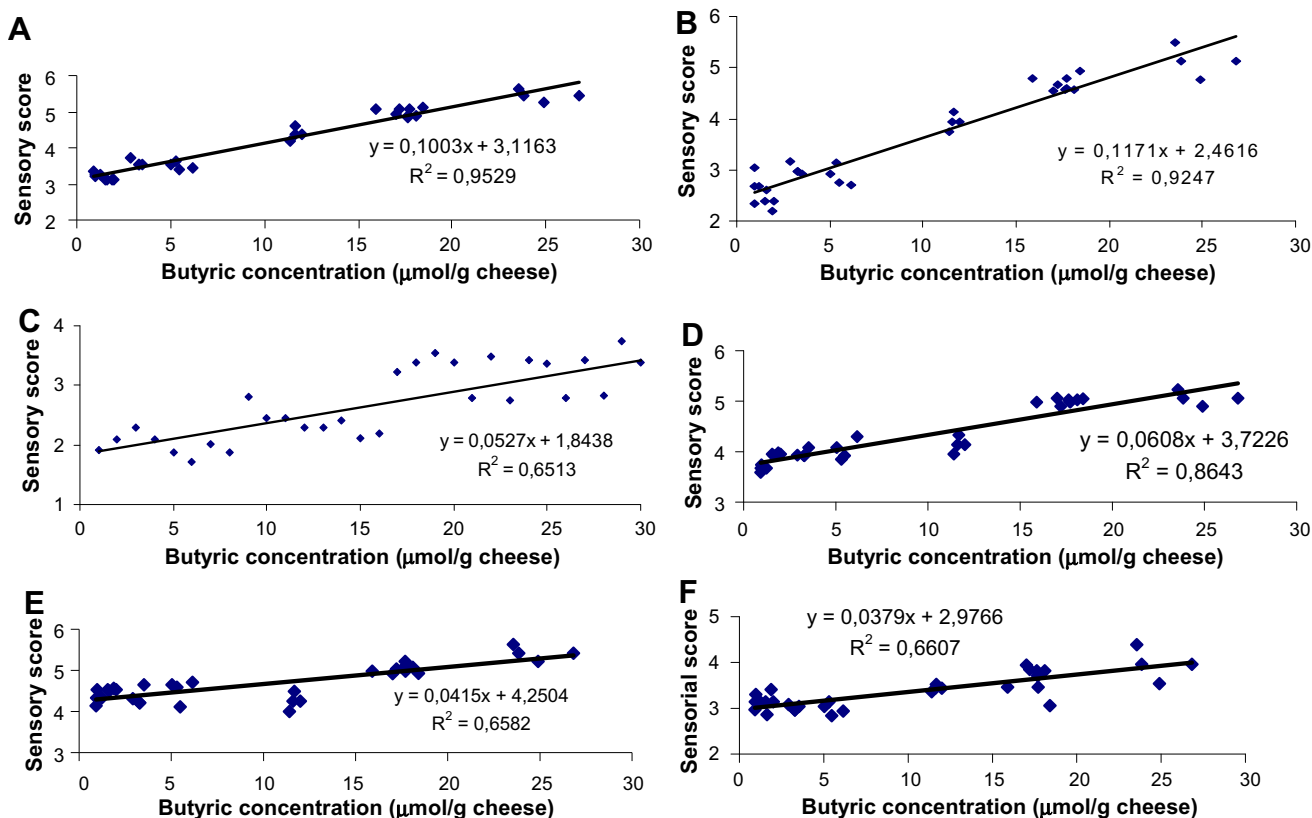 A
Sensory score
6
5
4
3
2
y = 0,1003x + 3,1163
R² = 0,9529
0 5 10 15 20 25 30
Butyric concentration (μmol/g cheese)
B
Sensory score
6
5
4
3
2
y = 0,1171x + 2,4616
R² = 0,9247
0 5 10 15 20 25 30
Butyric concentration (μmol/g cheese)
C
Sensory score
4
3
2
1
y = 0,0527x + 1,8438
R² = 0,6513
0 5 10 15 20 25 30
Butyric concentration (μmol/g cheese)
D
Sensory score
6
5
4
3
y = 0,0608x + 3,7226
R² = 0,8643
0 5 10 15 20 25 30
Butyric concentration (μmol/g cheese)
E
Sensory score
6
5
4
3
y = 0,0415x + 4,2504
R² = 0,6582
0 5 10 15 20 25 30
Butyric concentration (μmol/g cheese)
F
Sensorial score
5
4
3
2
y = 0,0379x + 2,9766
R² = 0,6607
0 5 10 15 20 25 30
Butyric concentration (μmol/g cheese)